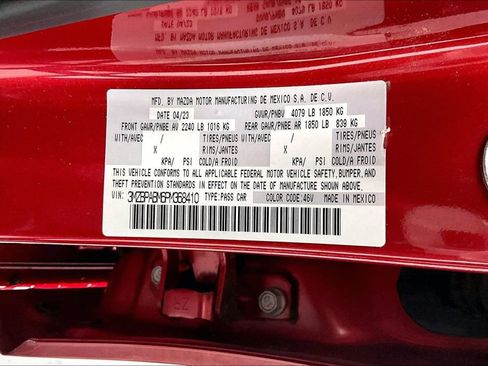 MFD. BY MAZDA MOTOR MANUFACTURING DE MEXICO S.A. DE C.V.
DATE 04/23 GVWR/PNBV 4079 LB 1850 KG
FRONT GAWR/PNBE AV 2240 LB 1016 KG REAR GAWR/PNBE AR 1850 LB 839 KG
WITH/AVEC / TIRES/PNEUS WITH/AVEC / TIRES/PNEUS
X RIMS/JANTES X RIMS/JANTES
KPA/ PSI COLD/A FROID KPA/ PSI COLD/A FROID
THIS VEHICLE CONFORMS TO ALL APPLICABLE FEDERAL MOTOR VEHICLE SAFETY, BUMPER, AND
THEFT PREVENTION STANDARDS IN EFFECT ON THE DATE OF MANUFACTURE SHOWN ABOVE.
VIN: TYPE:PASS CAR COLOR CODE:46V MADE IN MEXICO